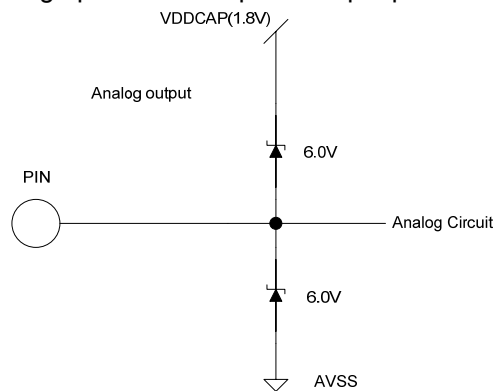 VDDCAP(1.8V)
Analog output
6.0V
PIN
Analog Circuit
6.0V
AVSS